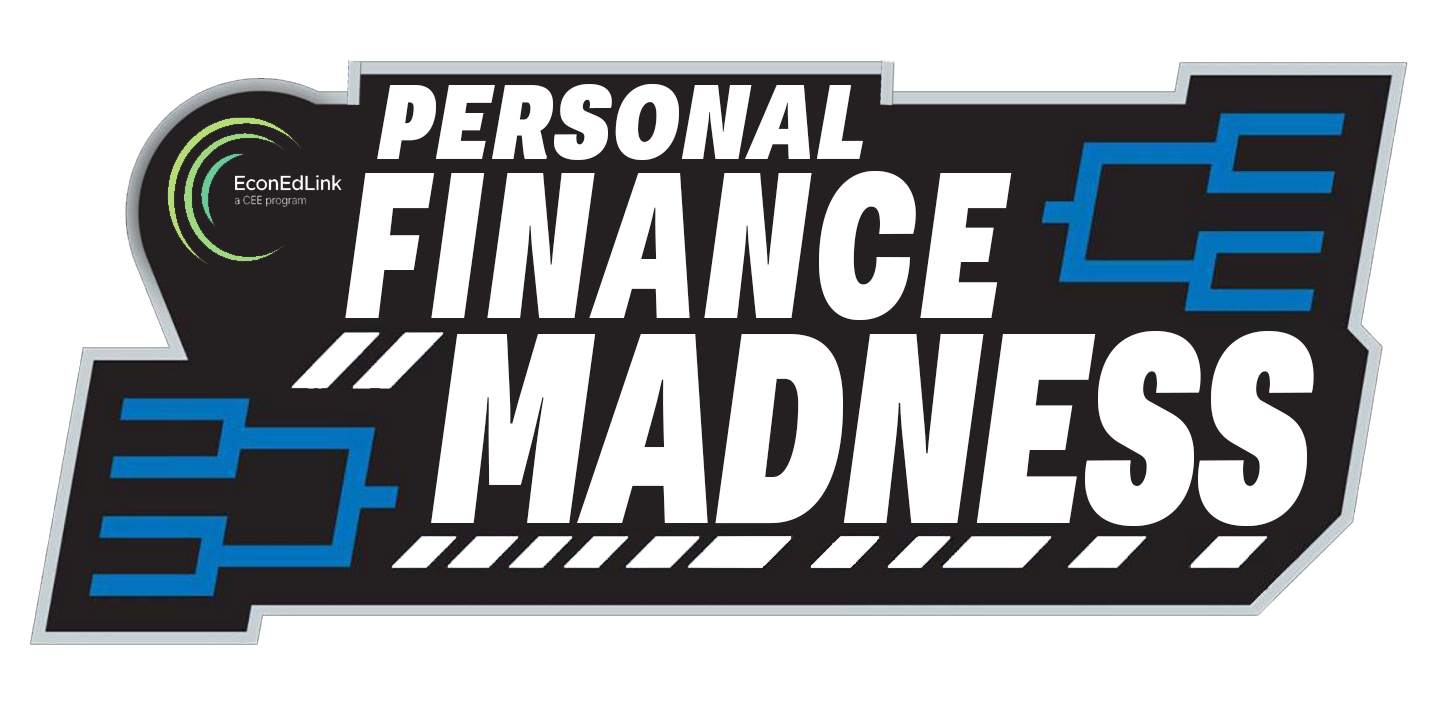 PERSONAL
EconEdLink
a CEE program
FINANCE
MADNESS